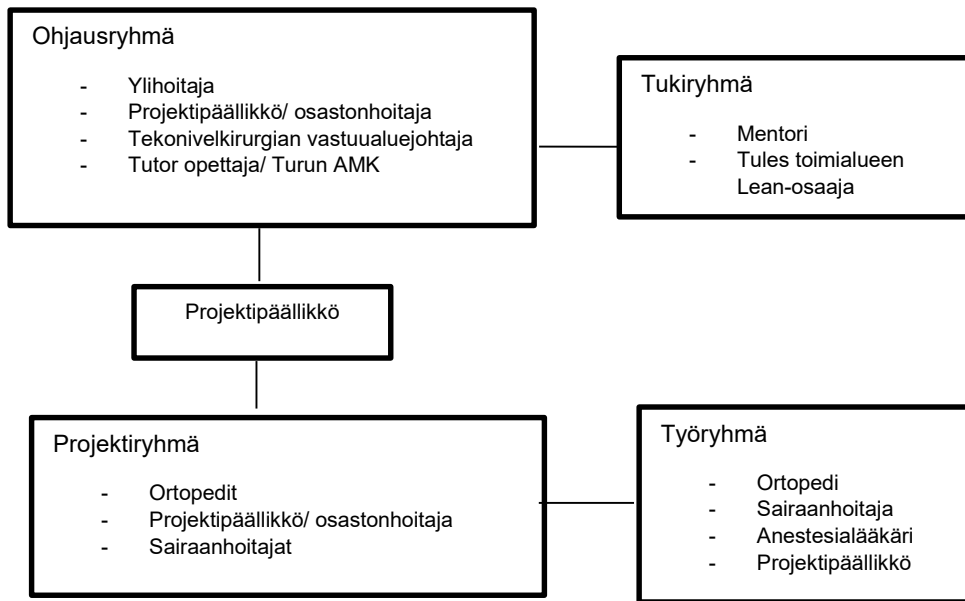 Ohjausryhmä
- Ylihoitaja
- Projektipäällikkö/ osastonhoitaja
- Tekonivelkirurgian vastuualuejohtaja
- Tutor opettaja/ Turun AMK
Tukiryhmä
- Mentori
- Tules toimialueen
Lean-osaaja
Projektipäällikkö
Projektiryhmä
- Ortopedit
- Projektipäällikkö/ osastonhoitaja
- Sairaanhoitajat
Työryhmä
- Ortopedi
- Sairaanhoitaja
- Anestesialääkäri
- Projektipäällikkö